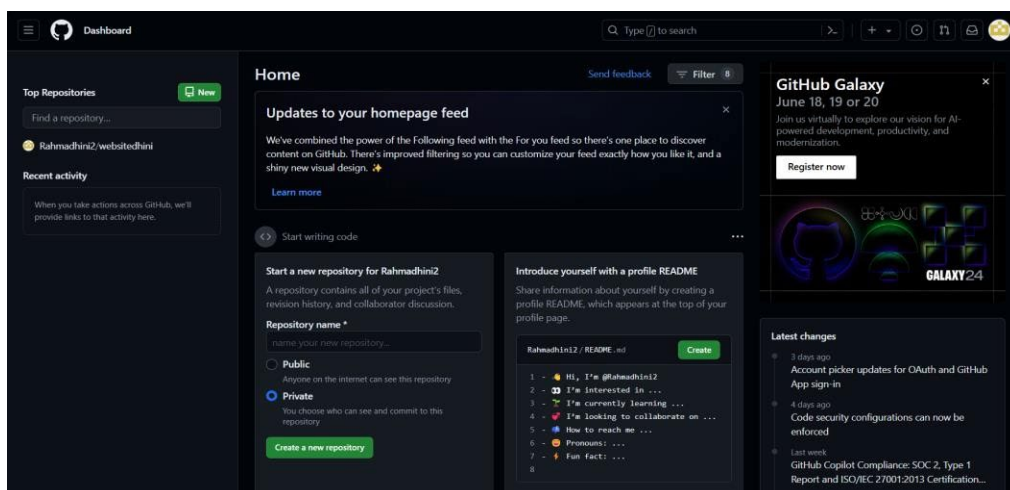 Dashboard
Type / to search
Top Repositories
New
Find a repository...
Rahmadhini2/websitedhini
Recent activity
When you take actions across GitHub, we'll
provide links to that activity here.
Home
Send feedback
Filter 8
Updates to your homepage feed
We've combined the power of the Following feed with the For you feed so there's one place to discover
content on GitHub. There's improved filtering so you can customize your feed exactly how you like it, and a
shiny new visual design. ✨
Learn more
Start writing code
Start a new repository for Rahmadhini2
A repository contains all of your project's files,
revision history, and collaborator discussion.
Repository name *
name your new repository...
Public
Anyone on the internet can see this repository
Private
You choose who can see and commit to this
repository
Create a new repository
Introduce yourself with a profile README
Share information about yourself by creating a
profile README, which appears at the top of your
profile page.
Rahmadhini2 / README.md
Create
1 - 👋 Hi, I'm @Rahmadhini2
2 - 👀 I'm interested in ...
3 - 🌱 I'm currently learning ...
4 - 💞️ I'm looking to collaborate on ...
5 - 📫 How to reach me ...
6 - 😄 Pronouns: ...
7 - ⚡ Fun fact: ...
8
GitHub Galaxy
June 18, 19 or 20
Join us virtually to explore our vision for AI-
powered development, productivity, and
modernization.
Register now
GALAXY24
Latest changes
3 days ago
Account picker updates for OAuth and GitHub
App sign-in
4 days ago
Code security configurations can now be
enforced
Last week
GitHub Copilot Compliance: SOC 2, Type 1
Report and ISO/IEC 27001:2013 Certification...